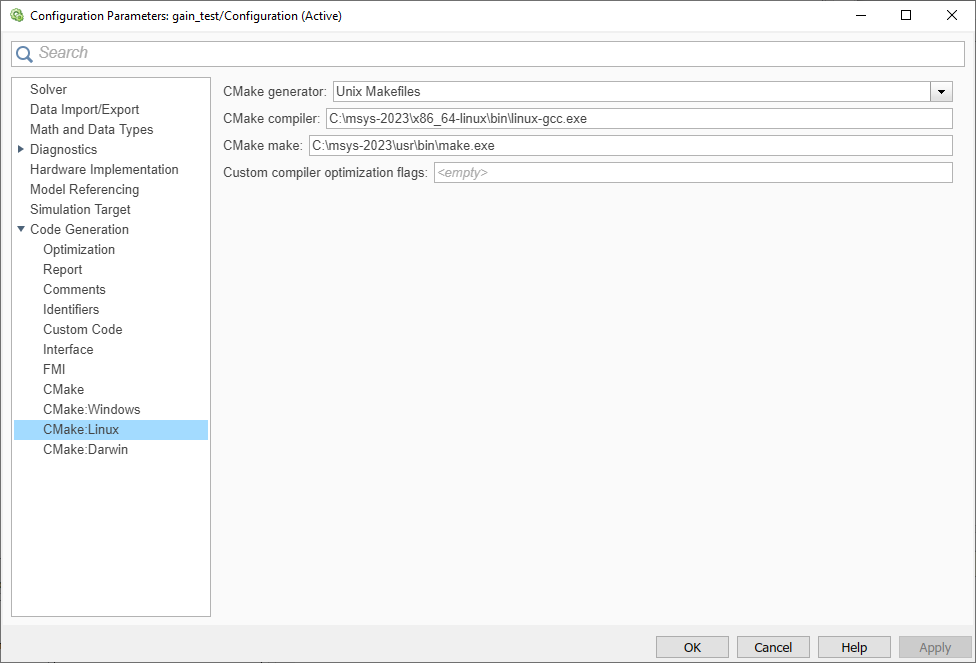 Configuration Parameters: gain_test/Configuration (Active)
Search
Solver
Data Import/Export
Math and Data Types
Diagnostics
Hardware Implementation
Model Referencing
Simulation Target
Code Generation
Optimization
Report
Comments
Identifiers
Custom Code
Interface
FMI
CMake
CMake:Windows
CMake:Linux
CMake:Darwin
CMake generator: Unix Makefiles
CMake compiler: C:\msys-2023\x86_64-linux\bin\linux-gcc.exe
CMake make: C:\msys-2023\usr\bin\make.exe
Custom compiler optimization flags: <empty>
OK Cancel Help Apply